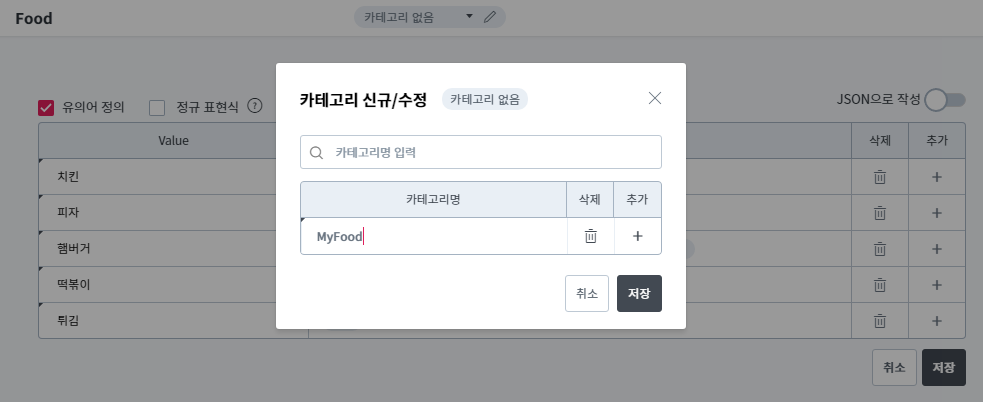 Food
카테고리 없음
유의어 정의
정규 표현식 ?
JSON으로 작성
Value
삭제
추가
치킨
피자
햄버거
떡볶이
튀김
취소
저장
카테고리 신규/수정
카테고리 없음
카테고리명 입력
카테고리명
삭제
추가
MyFood
취소
저장